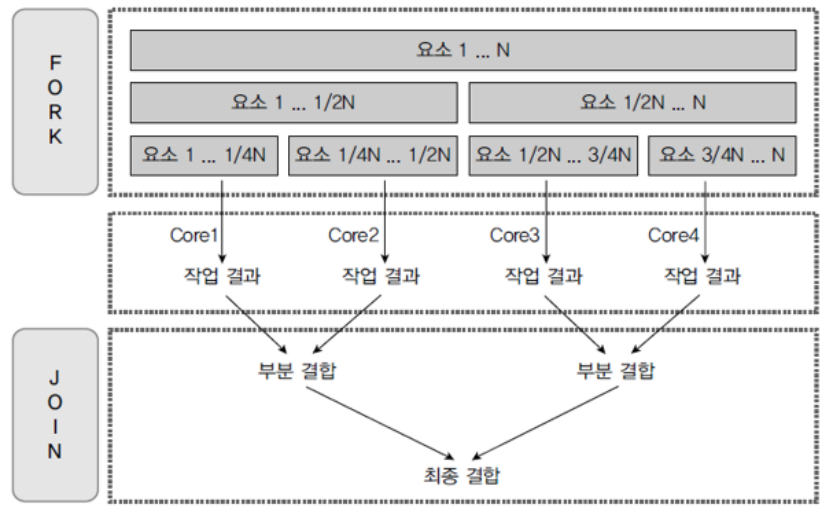 FORK
요소 1 ... N
요소 1 ... 1/2N
요소 1/2N ... N
요소 1 ... 1/4N
요소 1/4N ... 1/2N
요소 1/2N ... 3/4N
요소 3/4N ... N
Core1
Core2
Core3
Core4
작업 결과
작업 결과
작업 결과
작업 결과
JOIN
부분 결합
부분 결합
최종 결합